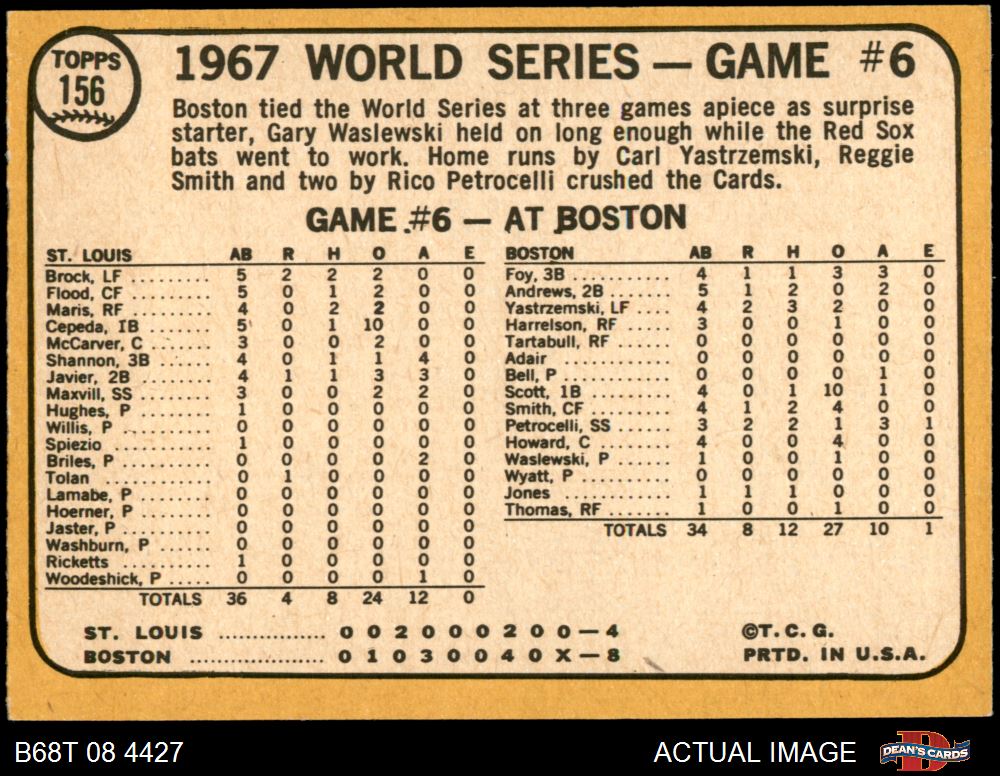 TOPPS
156
1967 WORLD SERIES — GAME #6
Boston tied the World Series at three games apiece as surprise
starter, Gary Waslewski held on long enough while the Red Sox
bats went to work. Home runs by Carl Yastrzemski, Reggie
Smith and two by Rico Petrocelli crushed the Cards.
GAME #6 — AT BOSTON
ST. LOUIS AB R H O A E
Brock, LF .......... 5 2 2 2 0 0
Flood, CF .......... 5 0 1 2 0 0
Maris, RF .......... 4 0 2 2 0 0
Cepeda, 1B ........ 5 0 1 10 0 0
McCarver, C ....... 3 0 0 2 0 0
Shannon, 3B ...... 4 0 1 1 4 0
Javier, 2B ......... 4 1 1 3 3 0
Maxvill, SS ........ 3 0 0 2 2 0
Hughes, P ......... 1 0 0 0 0 0
Willis, P ........... 0 0 0 0 0 0
Spiezio ............ 1 0 0 0 0 0
Briles, P ........... 0 0 0 0 2 0
Tolan .............. 0 1 0 0 0 0
Lamabe, P ......... 0 0 0 0 0 0
Hoerner, P ........ 0 0 0 0 0 0
Jaster, P .......... 0 0 0 0 0 0
Washburn, P ...... 0 0 0 0 0 0
Ricketts ........... 1 0 0 0 0 0
Woodeshick, P ..... 0 0 0 0 1 0
TOTALS 36 4 8 24 12 0
BOSTON AB R H O A E
Foy, 3B ............ 4 1 1 3 3 0
Andrews, 2B ....... 5 1 2 0 2 0
Yastrzemski, LF .... 4 2 3 2 0 0
Harrelson, RF ...... 3 0 0 1 0 0
Tartabull, RF ....... 0 0 0 0 0 0
Adair .............. 0 0 0 0 0 0
Bell, P ............. 0 0 0 0 1 0
Scott, 1B .......... 4 0 1 10 1 0
Smith, CF .......... 4 1 2 4 0 0
Petrocelli, SS ...... 3 2 2 1 3 1
Howard, C ......... 4 0 0 4 0 0
Waslewski, P ...... 1 0 0 1 0 0
Wyatt, P ........... 0 0 0 0 0 0
Jones .............. 1 1 1 0 0 0
Thomas, RF ........ 1 0 0 1 0 0
TOTALS 34 8 12 27 10 1
ST. LOUIS ................ 0 0 2 0 0 0 2 0 0 — 4
BOSTON .................... 0 1 0 3 0 0 4 0 X — 8
©T. C. G.
PRTD. IN U.S.A.
B68T 08 4427
ACTUAL IMAGE
D
DEAN'S CARDS